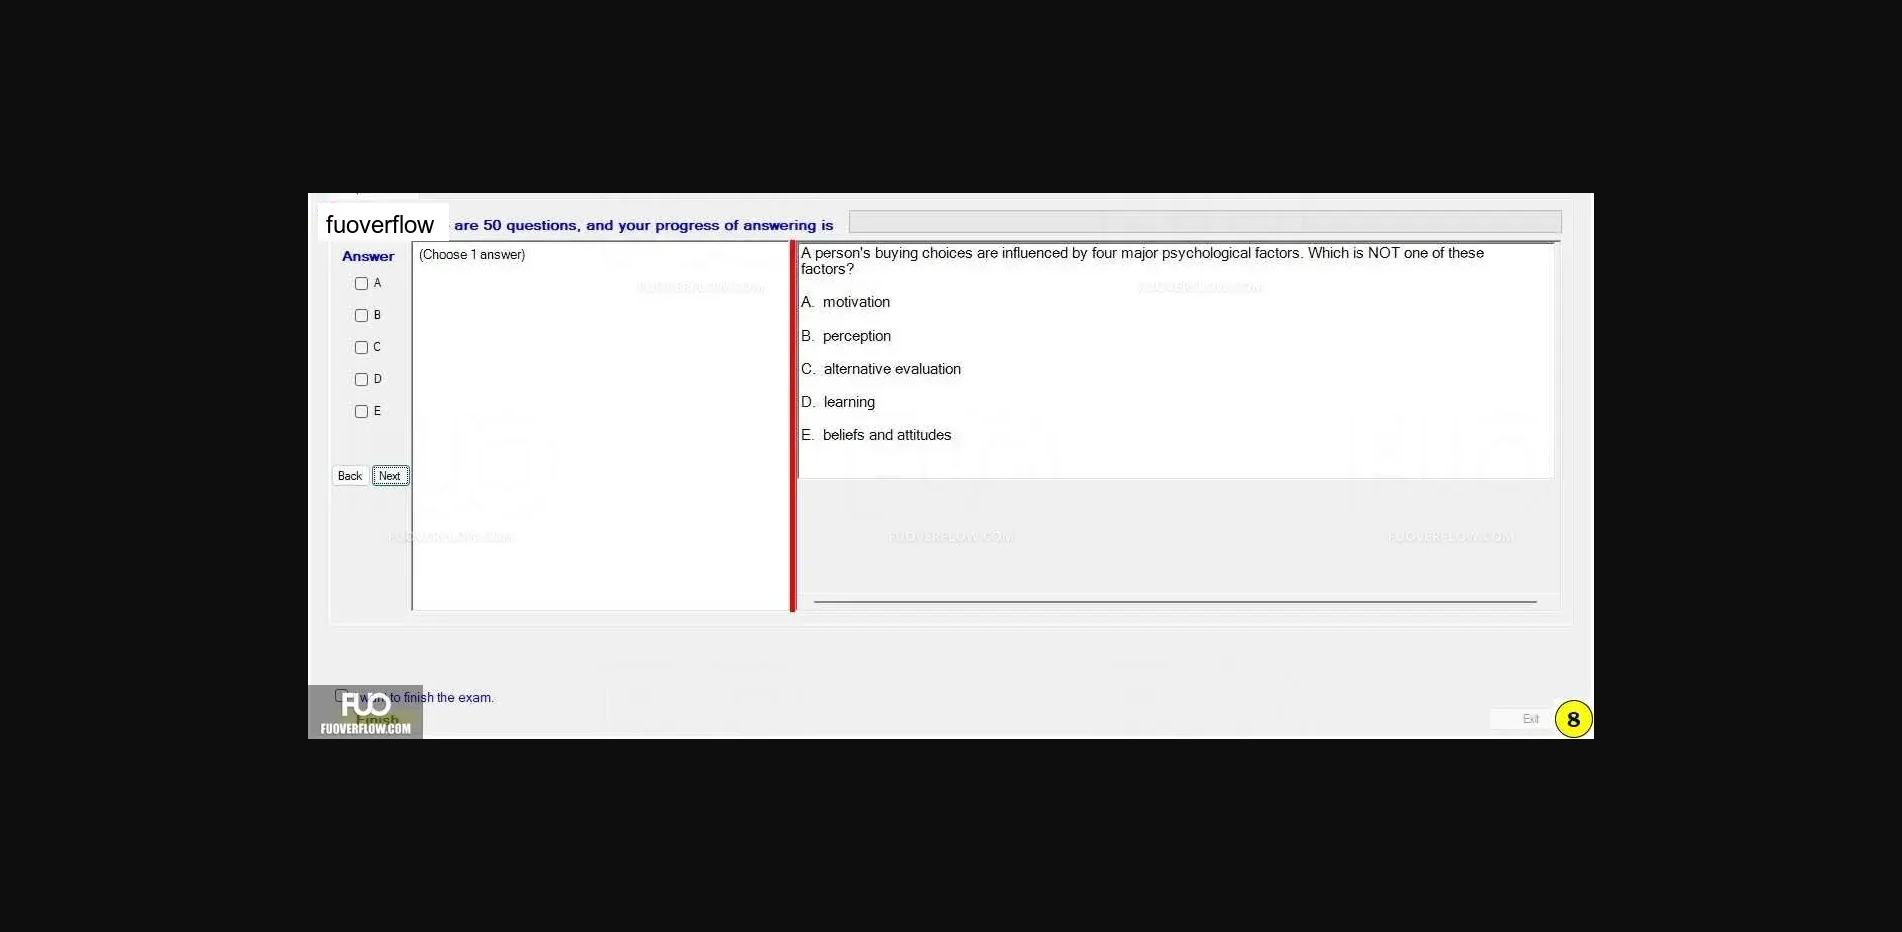 fuoverflow are 50 questions, and your progress of answering is
Answer
(Choose 1 answer)
A
B
C
D
E
Back Next
A person's buying choices are influenced by four major psychological factors. Which is NOT one of these
factors?
A. motivation
B. perception
C. alternative evaluation
D. learning
E. beliefs and attitudes
FUOVERFLOW.COM
FUOVERFLOW.COM
FUOVERFLOW.COM
FUOVERFLOW.COM
FUOVERFLOW.COM
I want to finish the exam.
Finish
FUO
FUOVERFLOW.COM
Exit
8